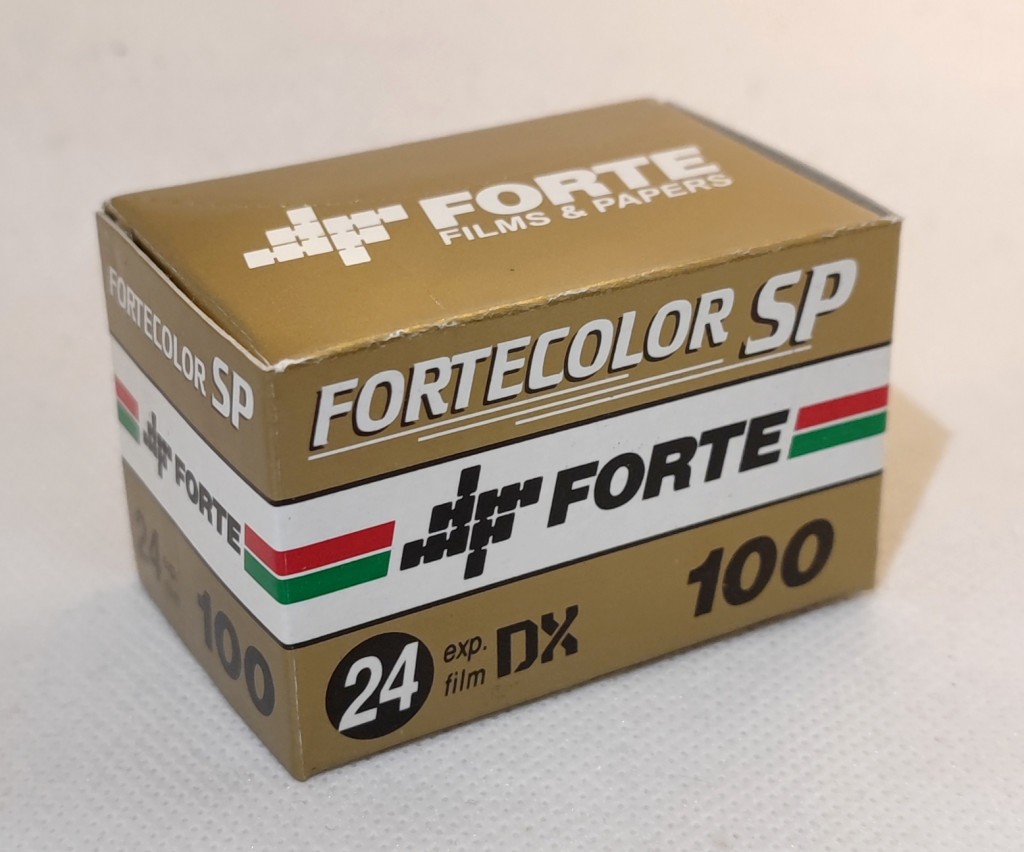 FORTE
FILMS & PAPERS
FORTECOLOR SP
FORTE
24 exp. film DX 100
FORTECOLOR SP
FORTE
24
100